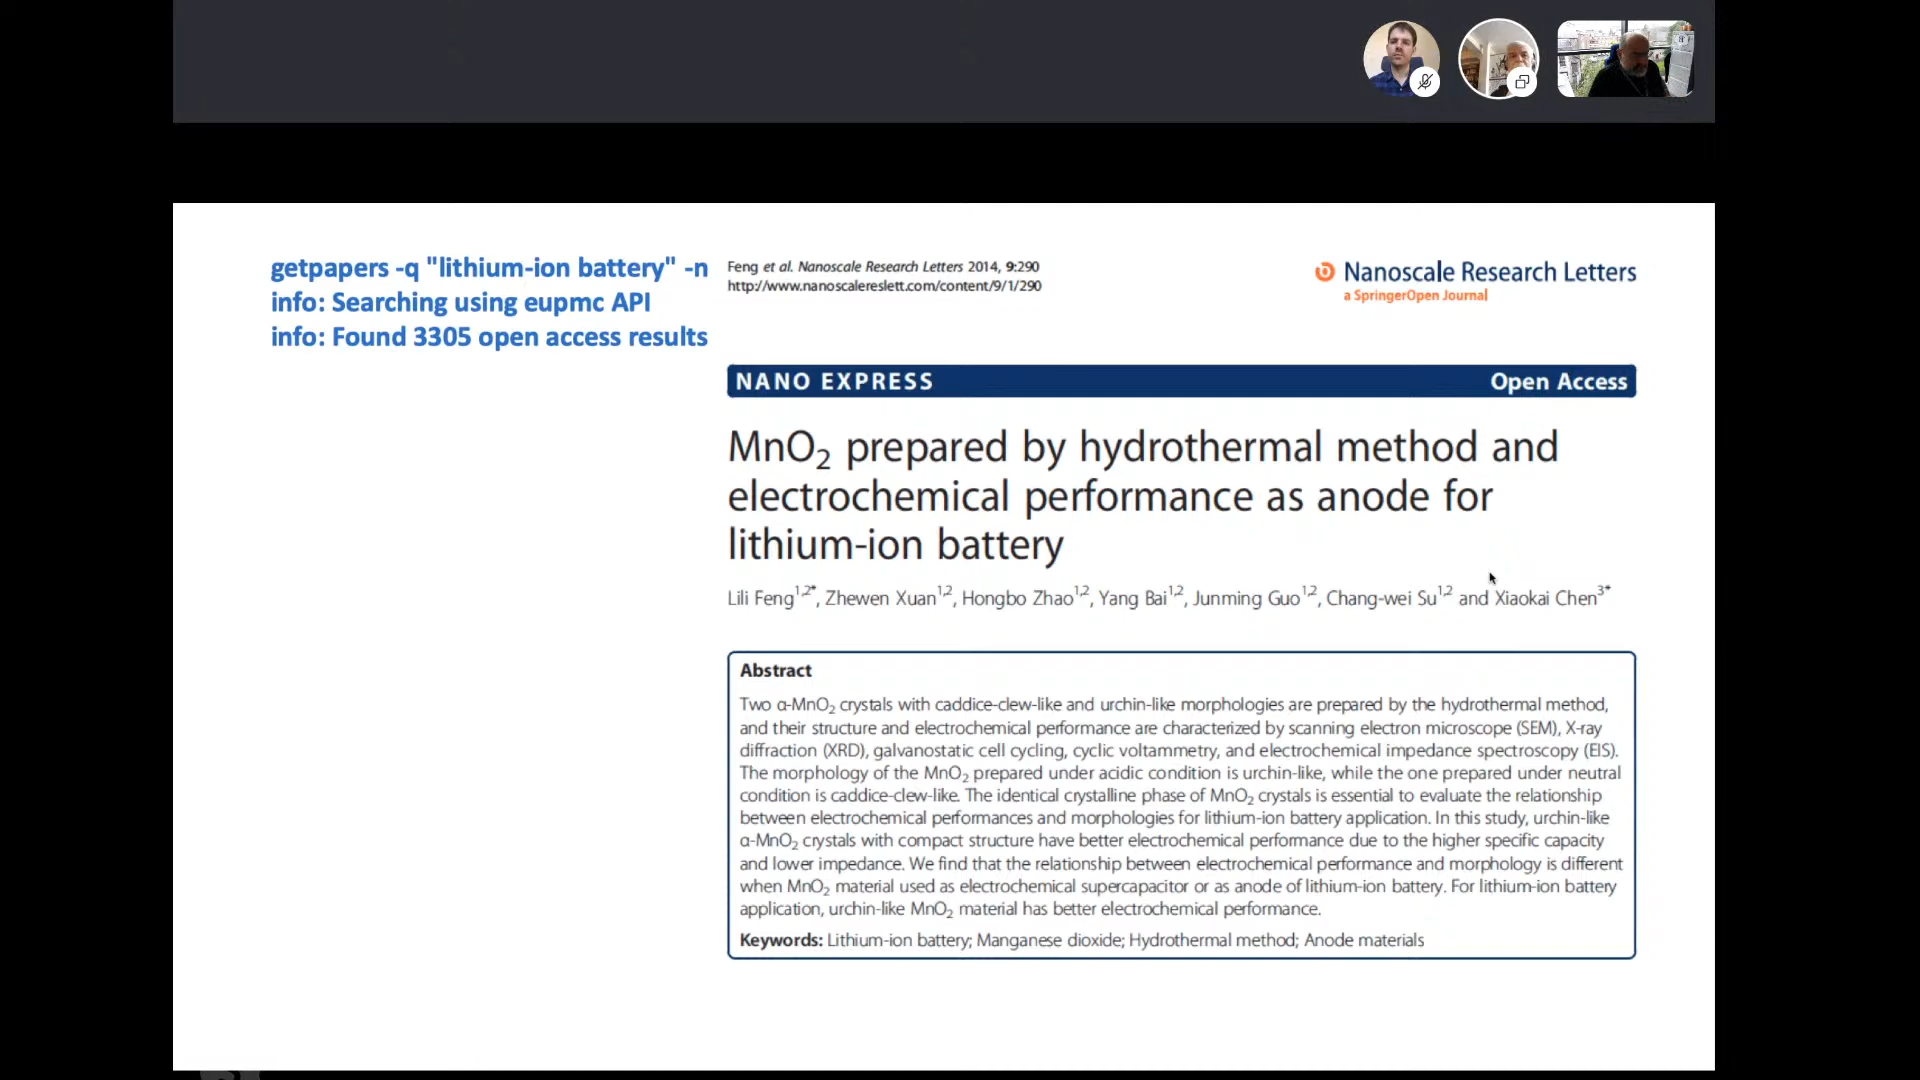 getpapers -q "lithium-ion battery" -n
info: Searching using eupmc API
info: Found 3305 open access results
Feng et al. Nanoscale Research Letters 2014, 9:290
http://www.nanoscalereslett.com/content/9/1/290
Nanoscale Research Letters
a SpringerOpen Journal
NANO EXPRESS
Open Access
MnO₂ prepared by hydrothermal method and
electrochemical performance as anode for
lithium-ion battery
Lili Feng¹,²*, Zhewen Xuan¹,², Hongbo Zhao¹,², Yang Bai¹,², Junming Guo¹,², Chang-wei Su¹,² and Xiaokai Chen³*
Abstract
Two α-MnO₂ crystals with caddice-clew-like and urchin-like morphologies are prepared by the hydrothermal method,
and their structure and electrochemical performance are characterized by scanning electron microscope (SEM), X-ray
diffraction (XRD), galvanostatic cell cycling, cyclic voltammetry, and electrochemical impedance spectroscopy (EIS).
The morphology of the MnO₂ prepared under acidic condition is urchin-like, while the one prepared under neutral
condition is caddice-clew-like. The identical crystalline phase of MnO₂ crystals is essential to evaluate the relationship
between electrochemical performances and morphologies for lithium-ion battery application. In this study, urchin-like
α-MnO₂ crystals with compact structure have better electrochemical performance due to the higher specific capacity
and lower impedance. We find that the relationship between electrochemical performance and morphology is different
when MnO₂ material used as electrochemical supercapacitor or as anode of lithium-ion battery. For lithium-ion battery
application, urchin-like MnO₂ material has better electrochemical performance.
Keywords: Lithium-ion battery; Manganese dioxide; Hydrothermal method; Anode materials